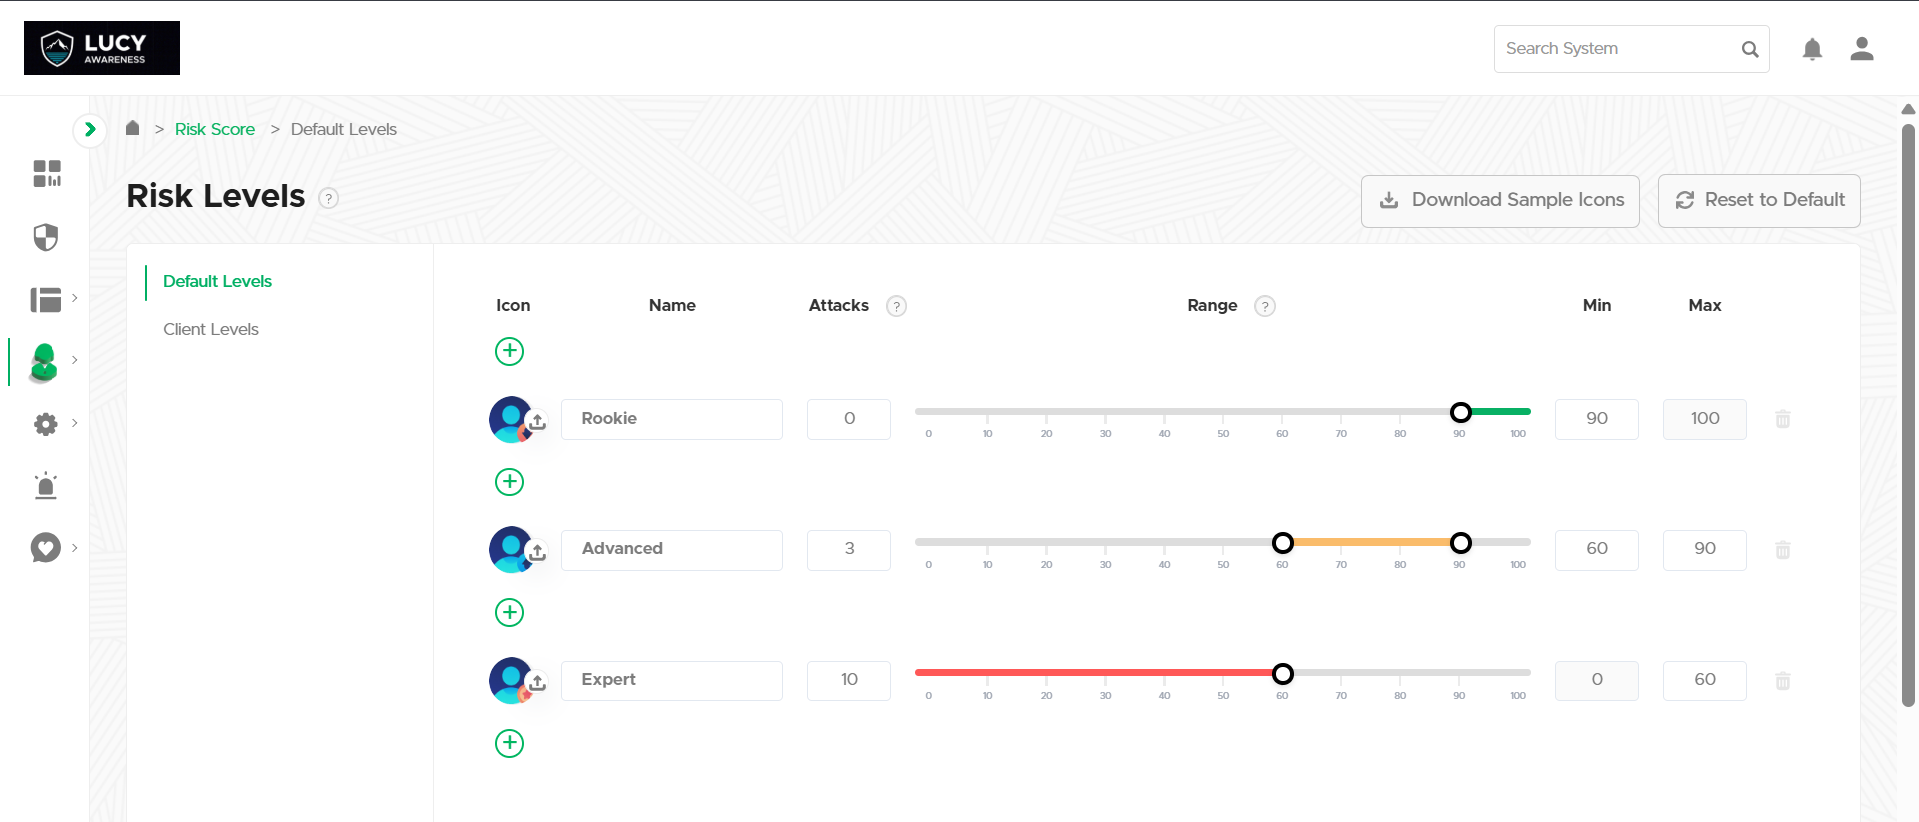 LUCY
AWARENESS
Search System
> Risk Score > Default Levels
Risk Levels ?
Download Sample Icons
Reset to Default
Default Levels
Client Levels
Icon Name Attacks ? Range ? Min Max
Rookie 0 90 100
0 10 20 30 40 50 60 70 80 90 100
Advanced 3 60 90
0 10 20 30 40 50 60 70 80 90 100
Expert 10 0 60
0 10 20 30 40 50 60 70 80 90 100